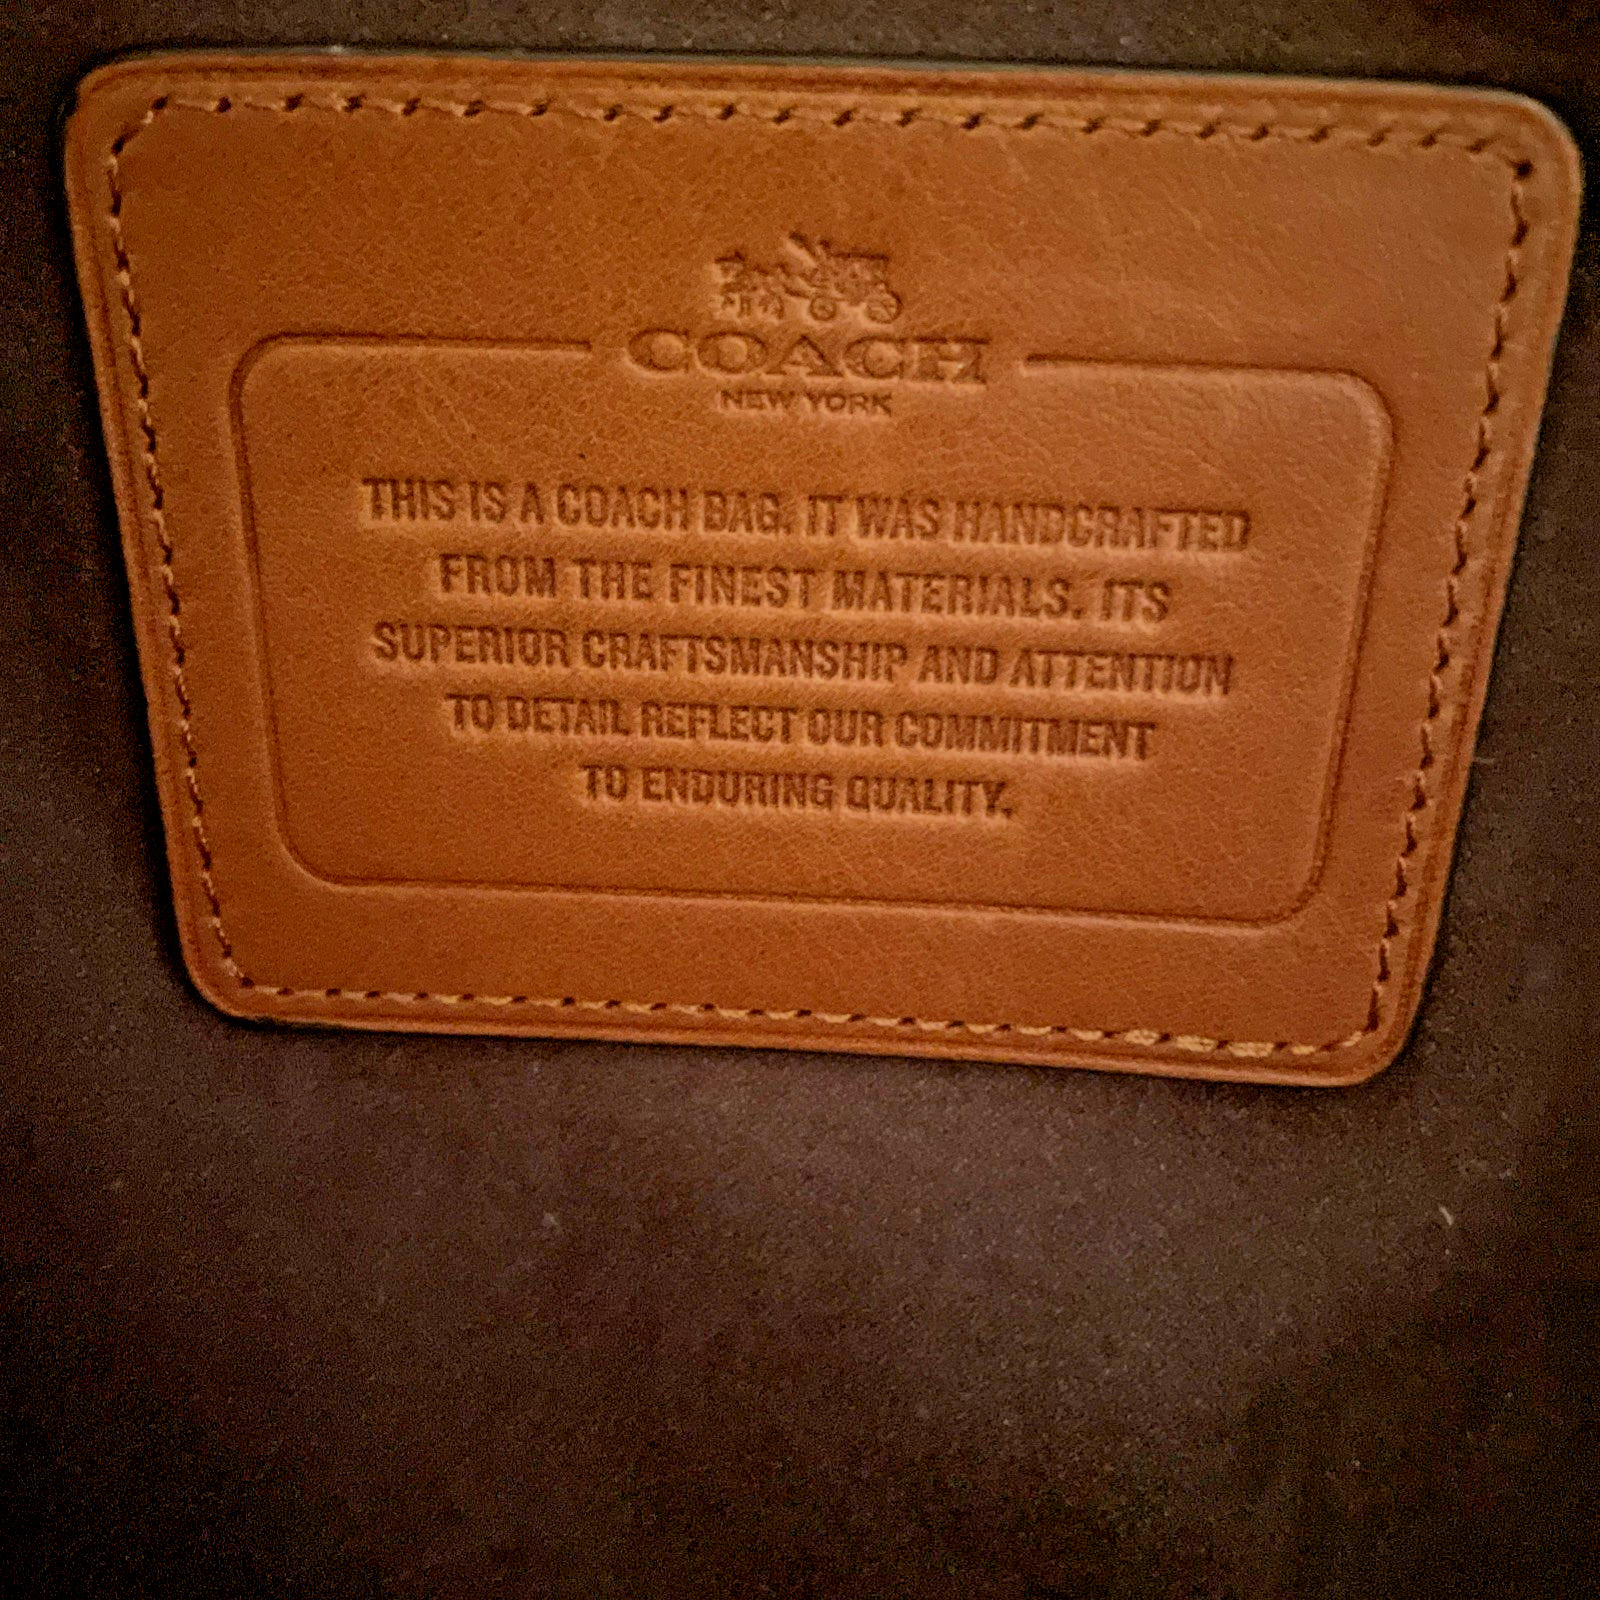 COACH
NEW YORK
THIS IS A COACH BAG. IT WAS HANDCRAFTED
FROM THE FINEST MATERIALS. ITS
SUPERIOR CRAFTSMANSHIP AND ATTENTION
TO DETAIL REFLECT OUR COMMITMENT
TO ENDURING QUALITY.